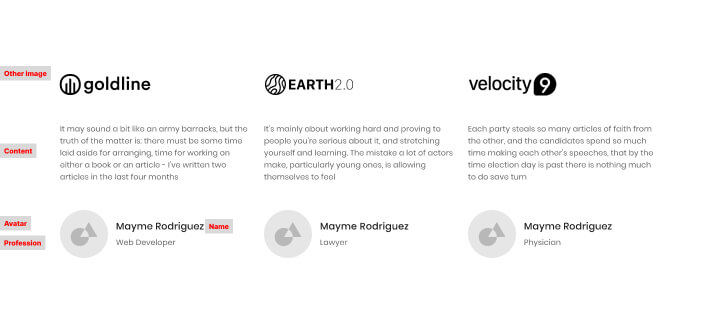 Other image
goldline
EARTH2.0
velocity 9
Content
It may sound a bit like an army barracks, but the
truth of the matter is: there must be some time
laid aside for arranging, time for working on
either a book or an article - I've written two
articles in the last four months
It's mainly about working hard and proving to
people you're serious about it, and stretching
yourself and learning. The mistake a lot of actors
make, particularly young ones, is allowing
themselves to feel
Each party steals so many articles of faith from
the other, and the candidates spend so much
time making each other's speeches, that by the
time election day is past there is nothing much
to do save turn
Avatar
Profession
Mayme Rodriguez
Name
Web Developer
Mayme Rodriguez
Lawyer
Mayme Rodriguez
Physician